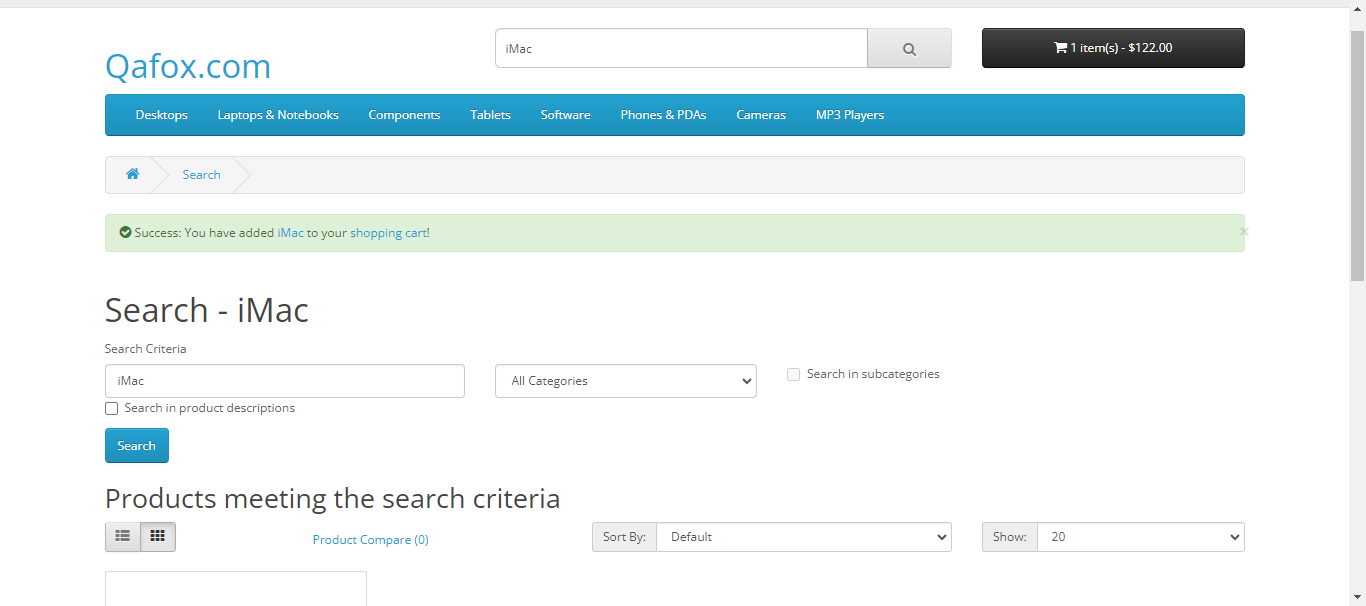 iMac
1 item(s) - $122.00
Qafox.com
Desktops Laptops & Notebooks Components Tablets Software Phones & PDAs Cameras MP3 Players
Search
Success: You have added iMac to your shopping cart!
×
Search - iMac
Search Criteria
iMac
All Categories
Search in subcategories
Search in product descriptions
Search
Products meeting the search criteria
Product Compare (0)
Sort By: Default
Show: 20